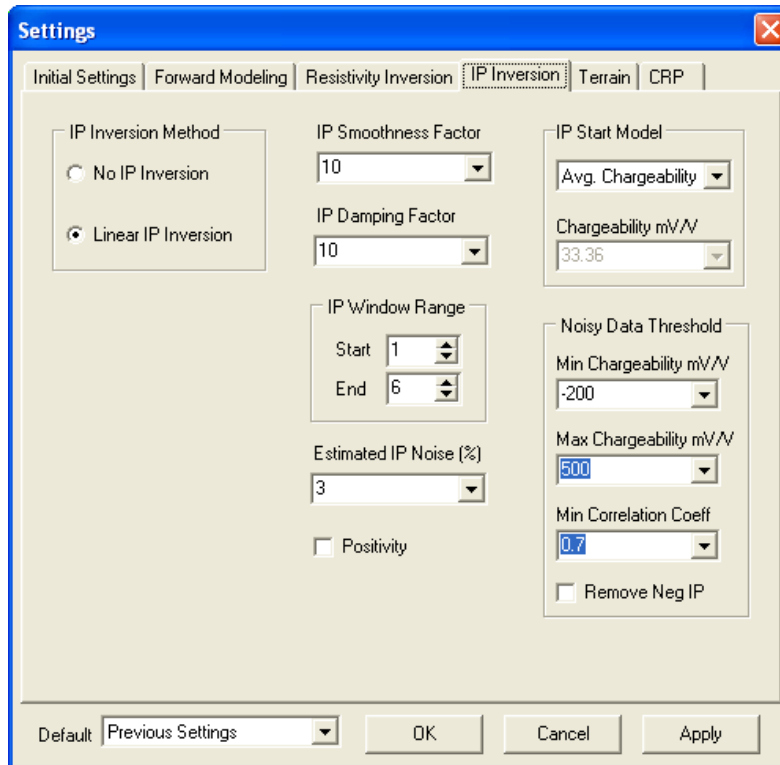 Settings
Initial Settings
Forward Modeling
Resistivity Inversion
IP Inversion
Terrain
CRP
IP Inversion Method
No IP Inversion
Linear IP Inversion
IP Smoothness Factor
10
IP Damping Factor
10
IP Window Range
Start 1
End 6
Estimated IP Noise (%)
3
Positivity
IP Start Model
Avg. Chargeability
Chargeability mV/V
33.36
Noisy Data Threshold
Min Chargeability mV/V
-200
Max Chargeability mV/V
500
Min Correlation Coeff
0.7
Remove Neg IP
Default Previous Settings
OK
Cancel
Apply